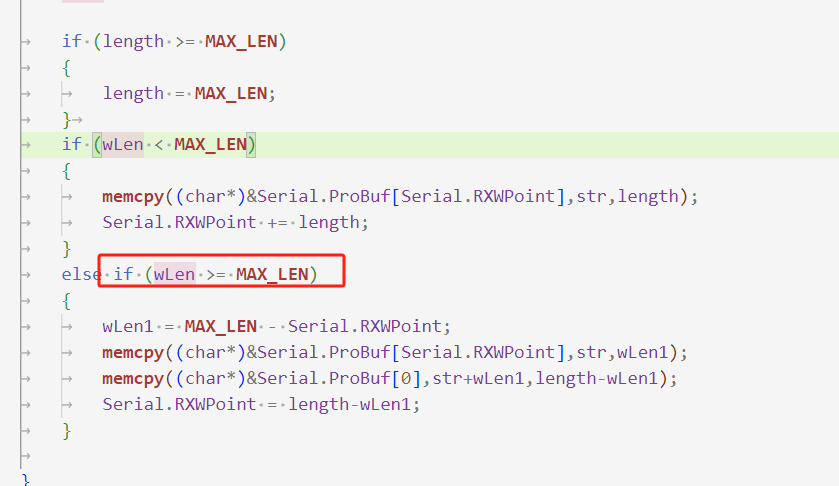 if (length >= MAX_LEN)
{
length = MAX_LEN;
}
if (wLen < MAX_LEN)
{
memcpy((char*)&Serial.ProBuf[Serial.RXWPoint],str,length);
Serial.RXWPoint += length;
}
else if (wLen >= MAX_LEN)
{
wLen1 = MAX_LEN - Serial.RXWPoint;
memcpy((char*)&Serial.ProBuf[Serial.RXWPoint],str,wLen1);
memcpy((char*)&Serial.ProBuf[0],str+wLen1,length-wLen1);
Serial.RXWPoint = length-wLen1;
}
}